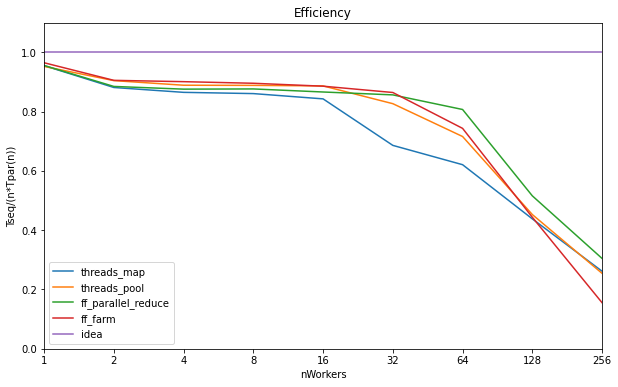 Efficiency
1.0
0.8
0.6
0.4
0.2
0.0
Tseq/(n*Tpar(n))
threads_map
threads_pool
ff_parallel_reduce
ff_farm
idea
1 2 4 8 16 32 64 128 256
nWorkers